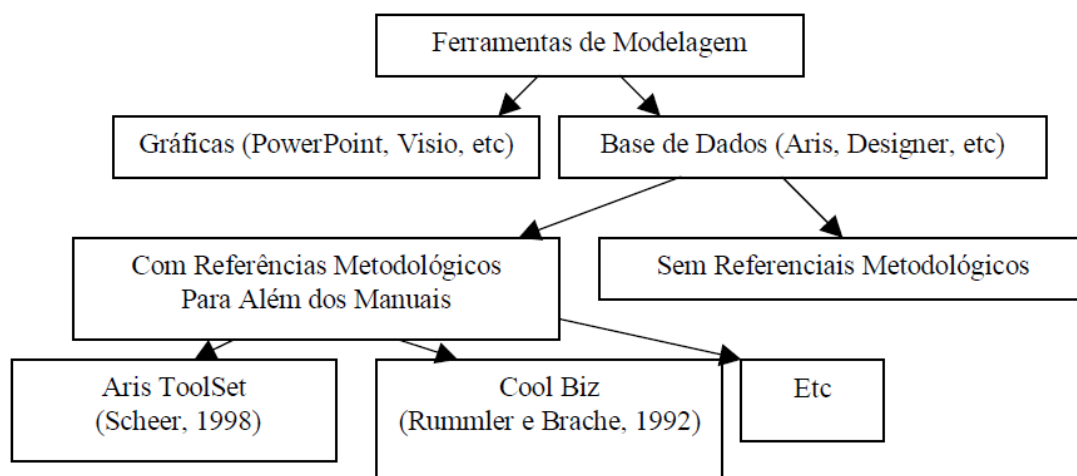 Ferramentas de Modelagem
Gráficas (PowerPoint, Visio, etc)
Base de Dados (Aris, Designer, etc)
Com Referências Metodológicos
Para Além dos Manuais
Sem Referenciais Metodológicos
Aris ToolSet
(Scheer, 1998)
Cool Biz
(Rummler e Brache, 1992)
Etc